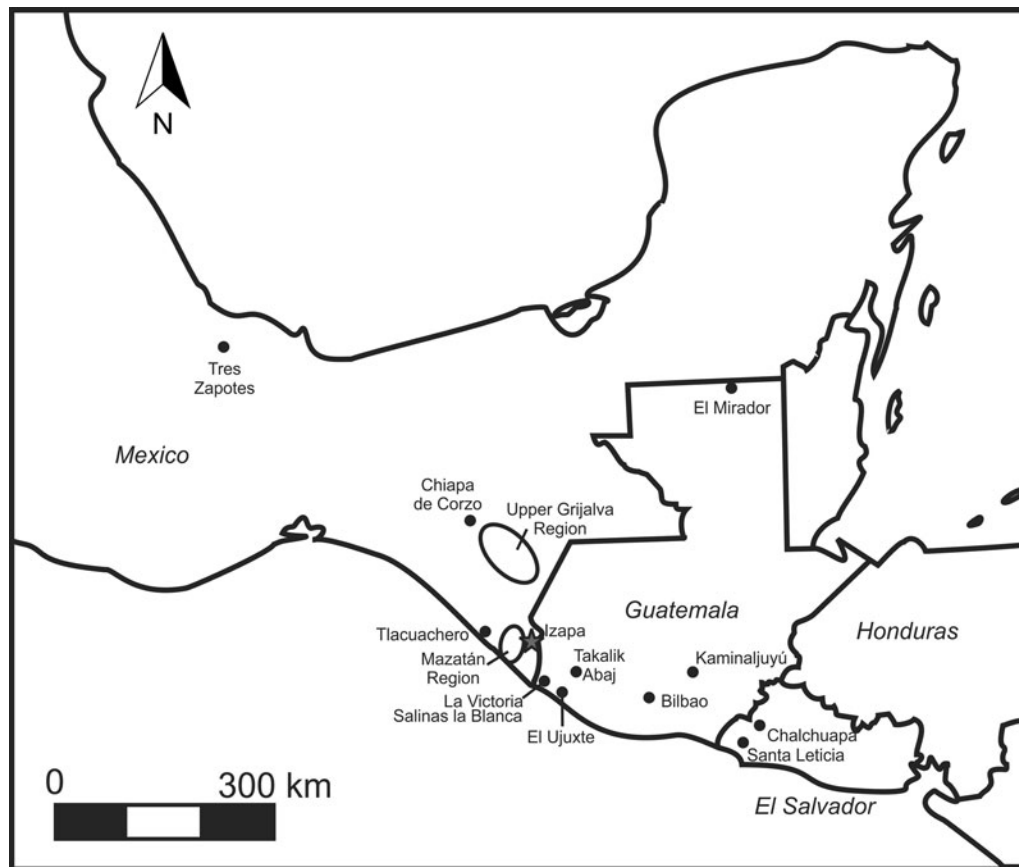 N
Tres
Zapotes
El Mirador
Mexico
Chiapa
de Corzo
Upper Grijalva
Region
Guatemala
Honduras
Tlacuachero
Izapa
Mazatán
Region
Takalik
Abaj
Kaminaljuyú
La Victoria
Salinas la Blanca
Bilbao
El Ujuxte
Chalchuapa
Santa Leticia
0 300 km
El Salvador